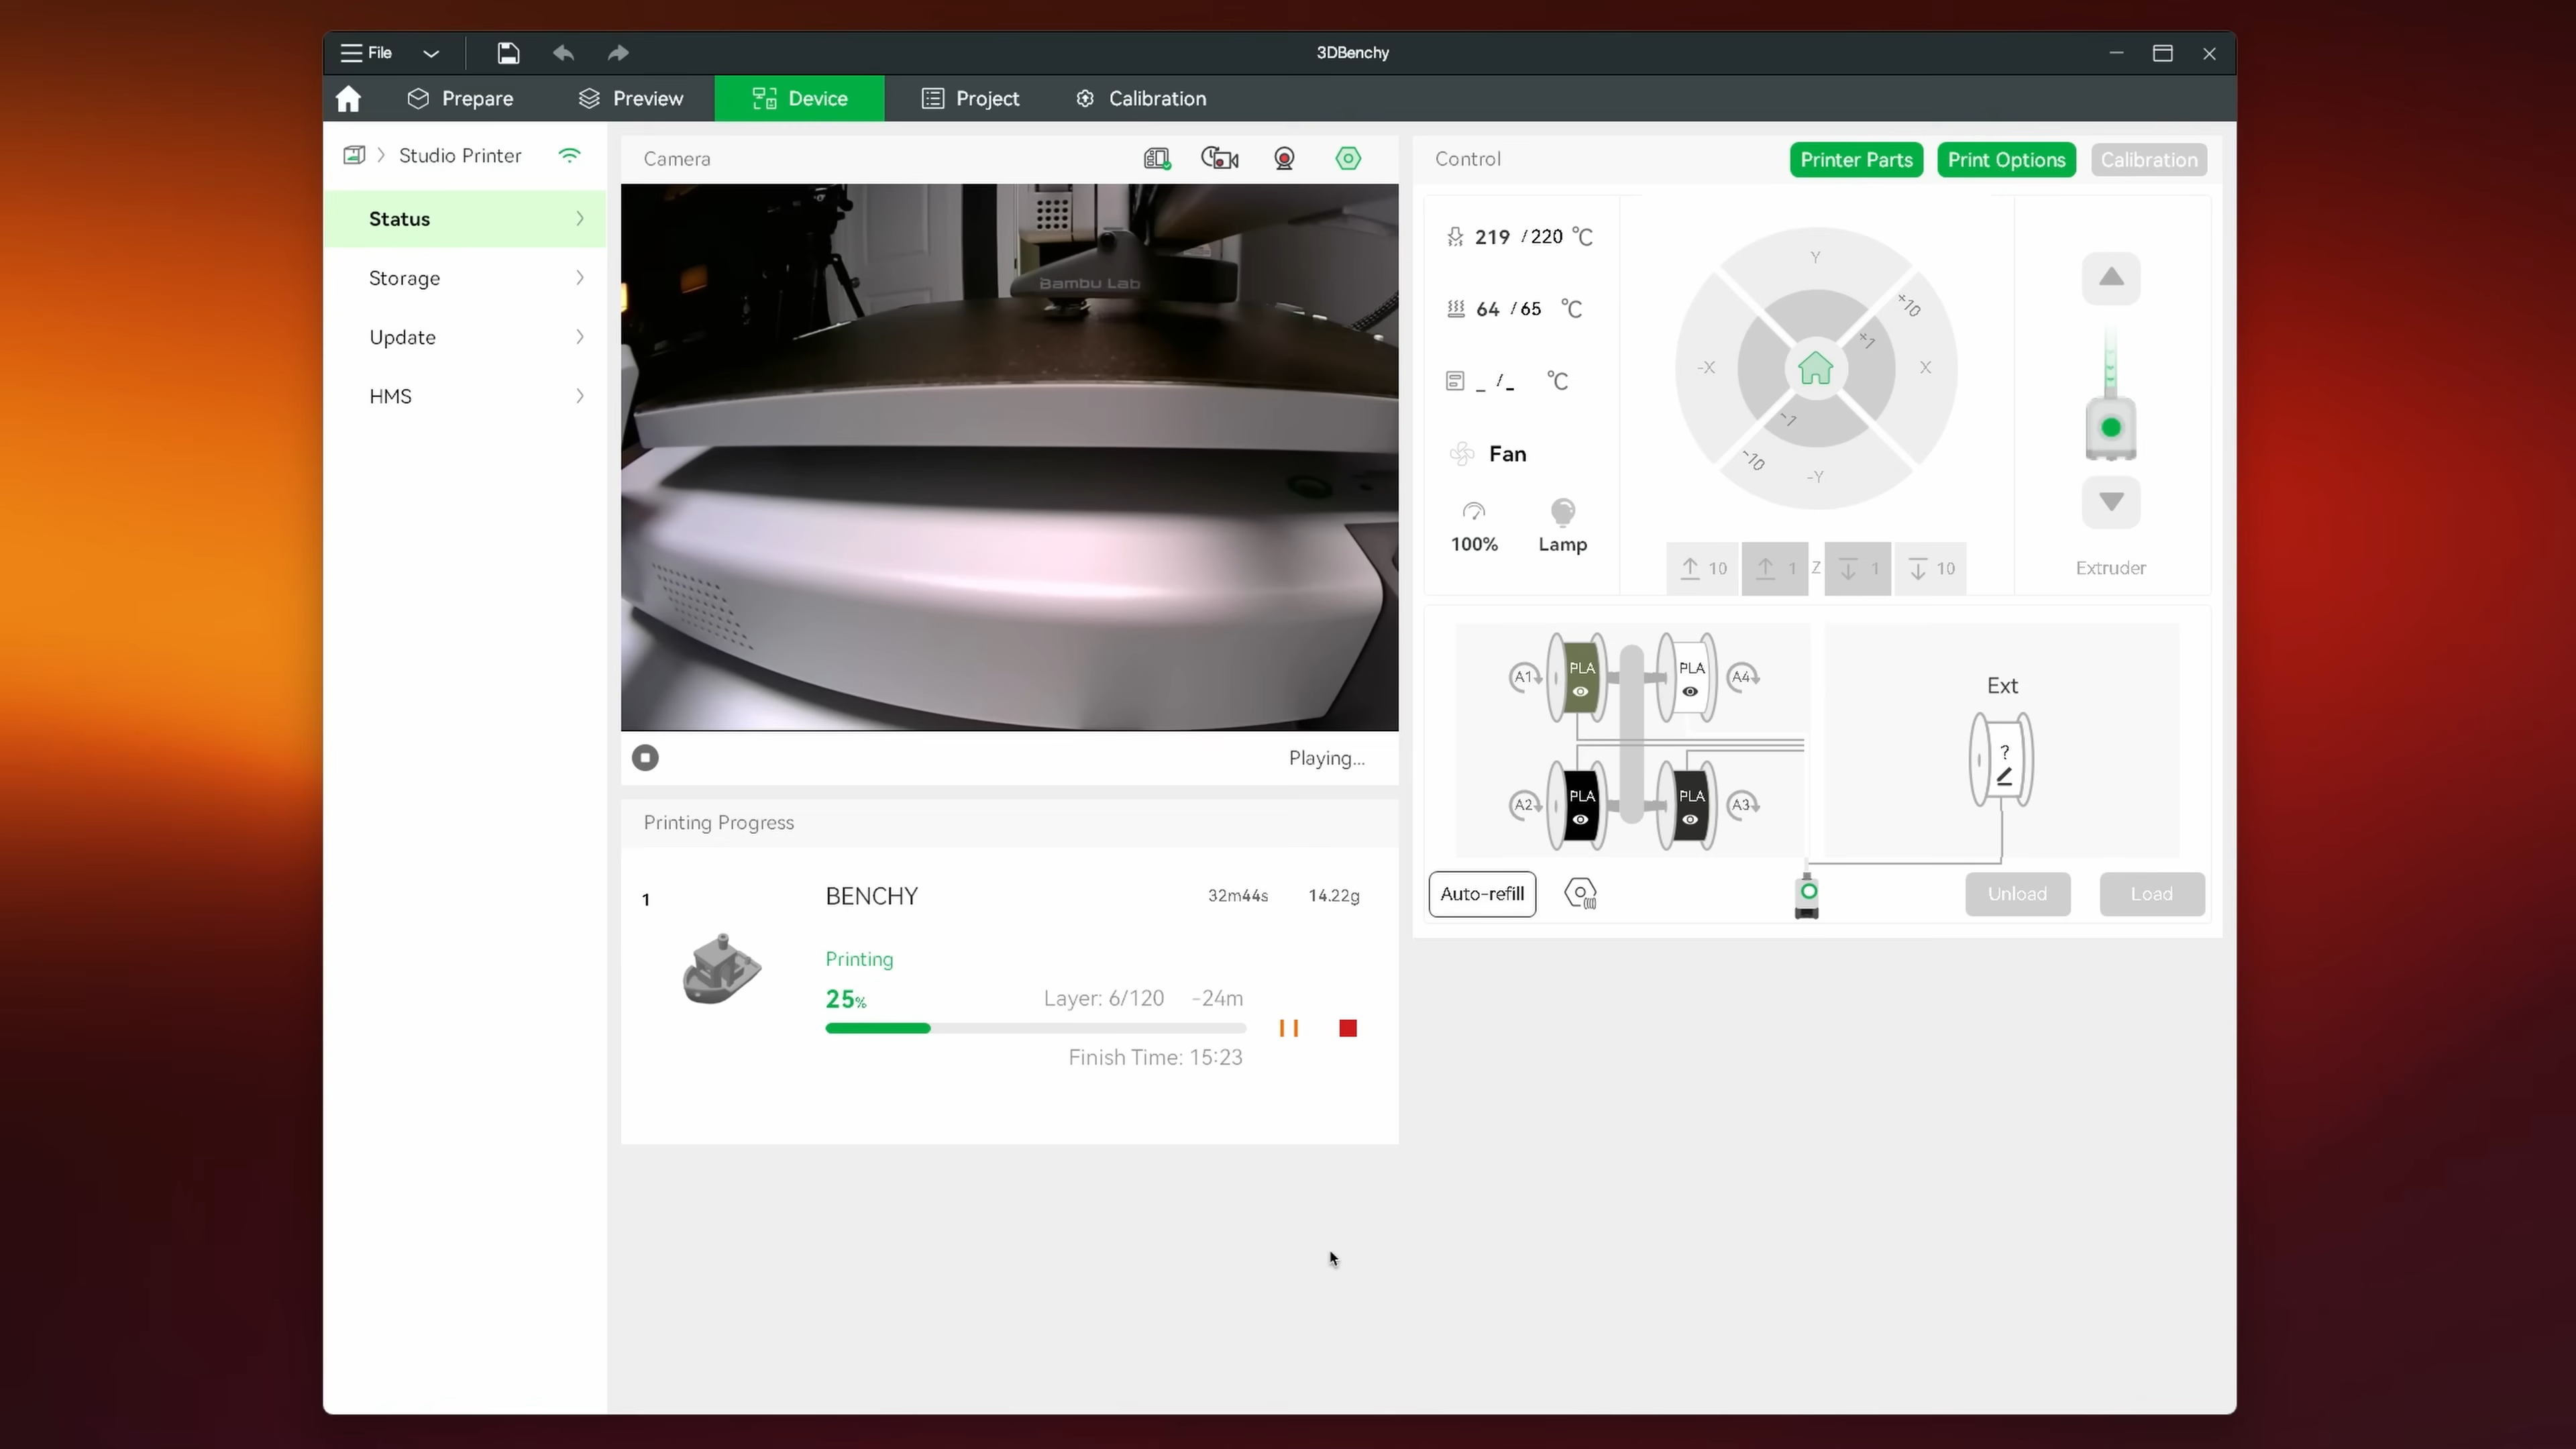 File
3DBenchy
Prepare
Preview
Device
Project
Calibration
Studio Printer
Status
Storage
Update
HMS
Camera
Bambu Lab
Playing...
Printing Progress
1
BENCHY
32m44s
14.22g
Printing
25%
Layer: 6/120
-24m
Finish Time: 15:23
Control
Printer Parts
Print Options
Calibration
219 /220 °C
64 /65 °C
_ /_ °C
Fan
100%
Lamp
Y
+10
+1
-X
X
-1
-10
-Y
10
1
Z
1
10
Extruder
A1
PLA
PLA
A4
A2
PLA
PLA
A3
Ext
?
Auto-refill
Unload
Load